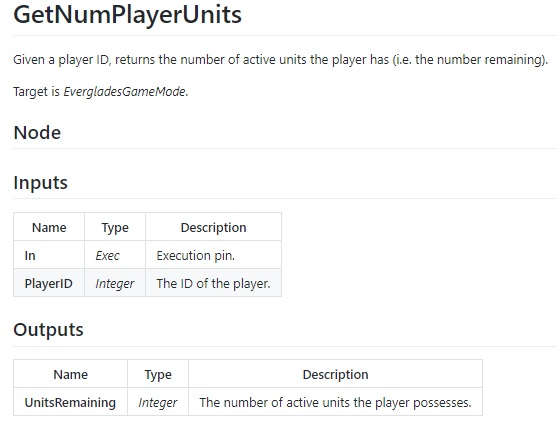 GetNumPlayerUnits
Given a player ID, returns the number of active units the player has (i.e. the number remaining).
Target is EvergladesGameMode.
Node
Inputs
Name Type Description
In Exec Execution pin.
PlayerID Integer The ID of the player.
Outputs
Name Type Description
UnitsRemaining Integer The number of active units the player possesses.